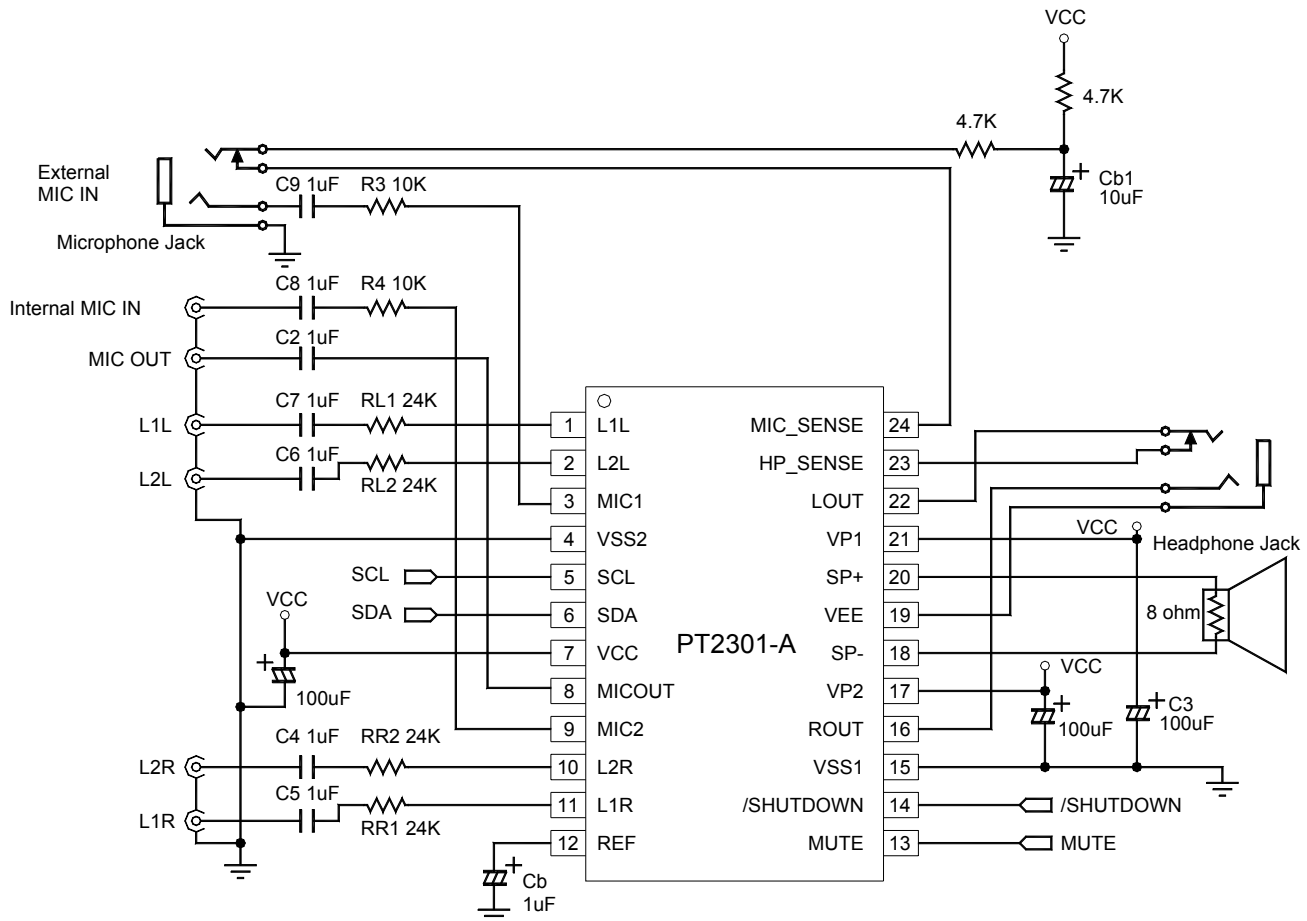 VCC
4.7K
4.7K
Cb1
10uF
External
MIC IN
C9 1uF
R3 10K
Microphone Jack
Internal MIC IN
C8 1uF
R4 10K
MIC OUT
C2 1uF
L1L
C7 1uF
RL1 24K
L2L
C6 1uF
RL2 24K
1 L1L
2 L2L
3 MIC1
4 VSS2
5 SCL
6 SDA
7 VCC
8 MICOUT
9 MIC2
10 L2R
11 L1R
12 REF
PT2301-A
MIC_SENSE 24
HP_SENSE 23
LOUT 22
VP1 21
SP+ 20
VEE 19
SP- 18
VP2 17
ROUT 16
VSS1 15
/SHUTDOWN 14
MUTE 13
SCL
SDA
VCC
+
100uF
L2R
C4 1uF
RR2 24K
L1R
C5 1uF
RR1 24K
+
Cb
1uF
VCC
Headphone Jack
8 ohm
VCC
+
100uF
+
C3
100uF
/SHUTDOWN
MUTE
+